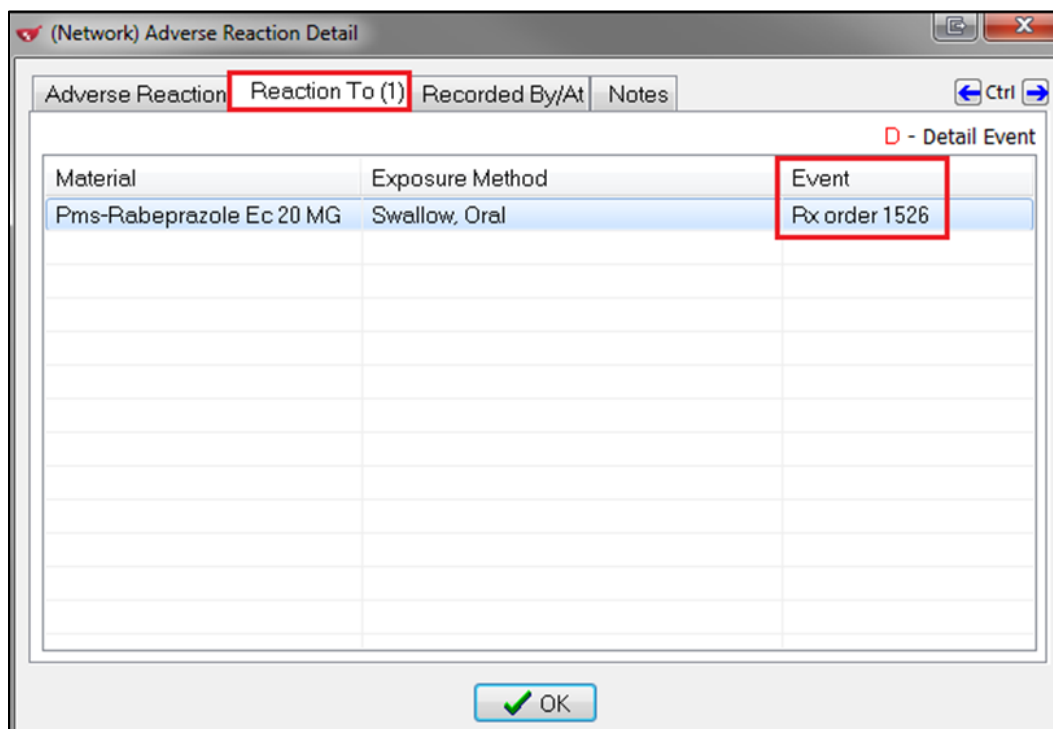 (Network) Adverse Reaction Detail
Adverse Reaction Reaction To (1) Recorded By/At Notes Ctrl
D - Detail Event
Material Exposure Method Event
Pms-Rabeprazole Ec 20 MG Swallow, Oral Rx order 1526
OK